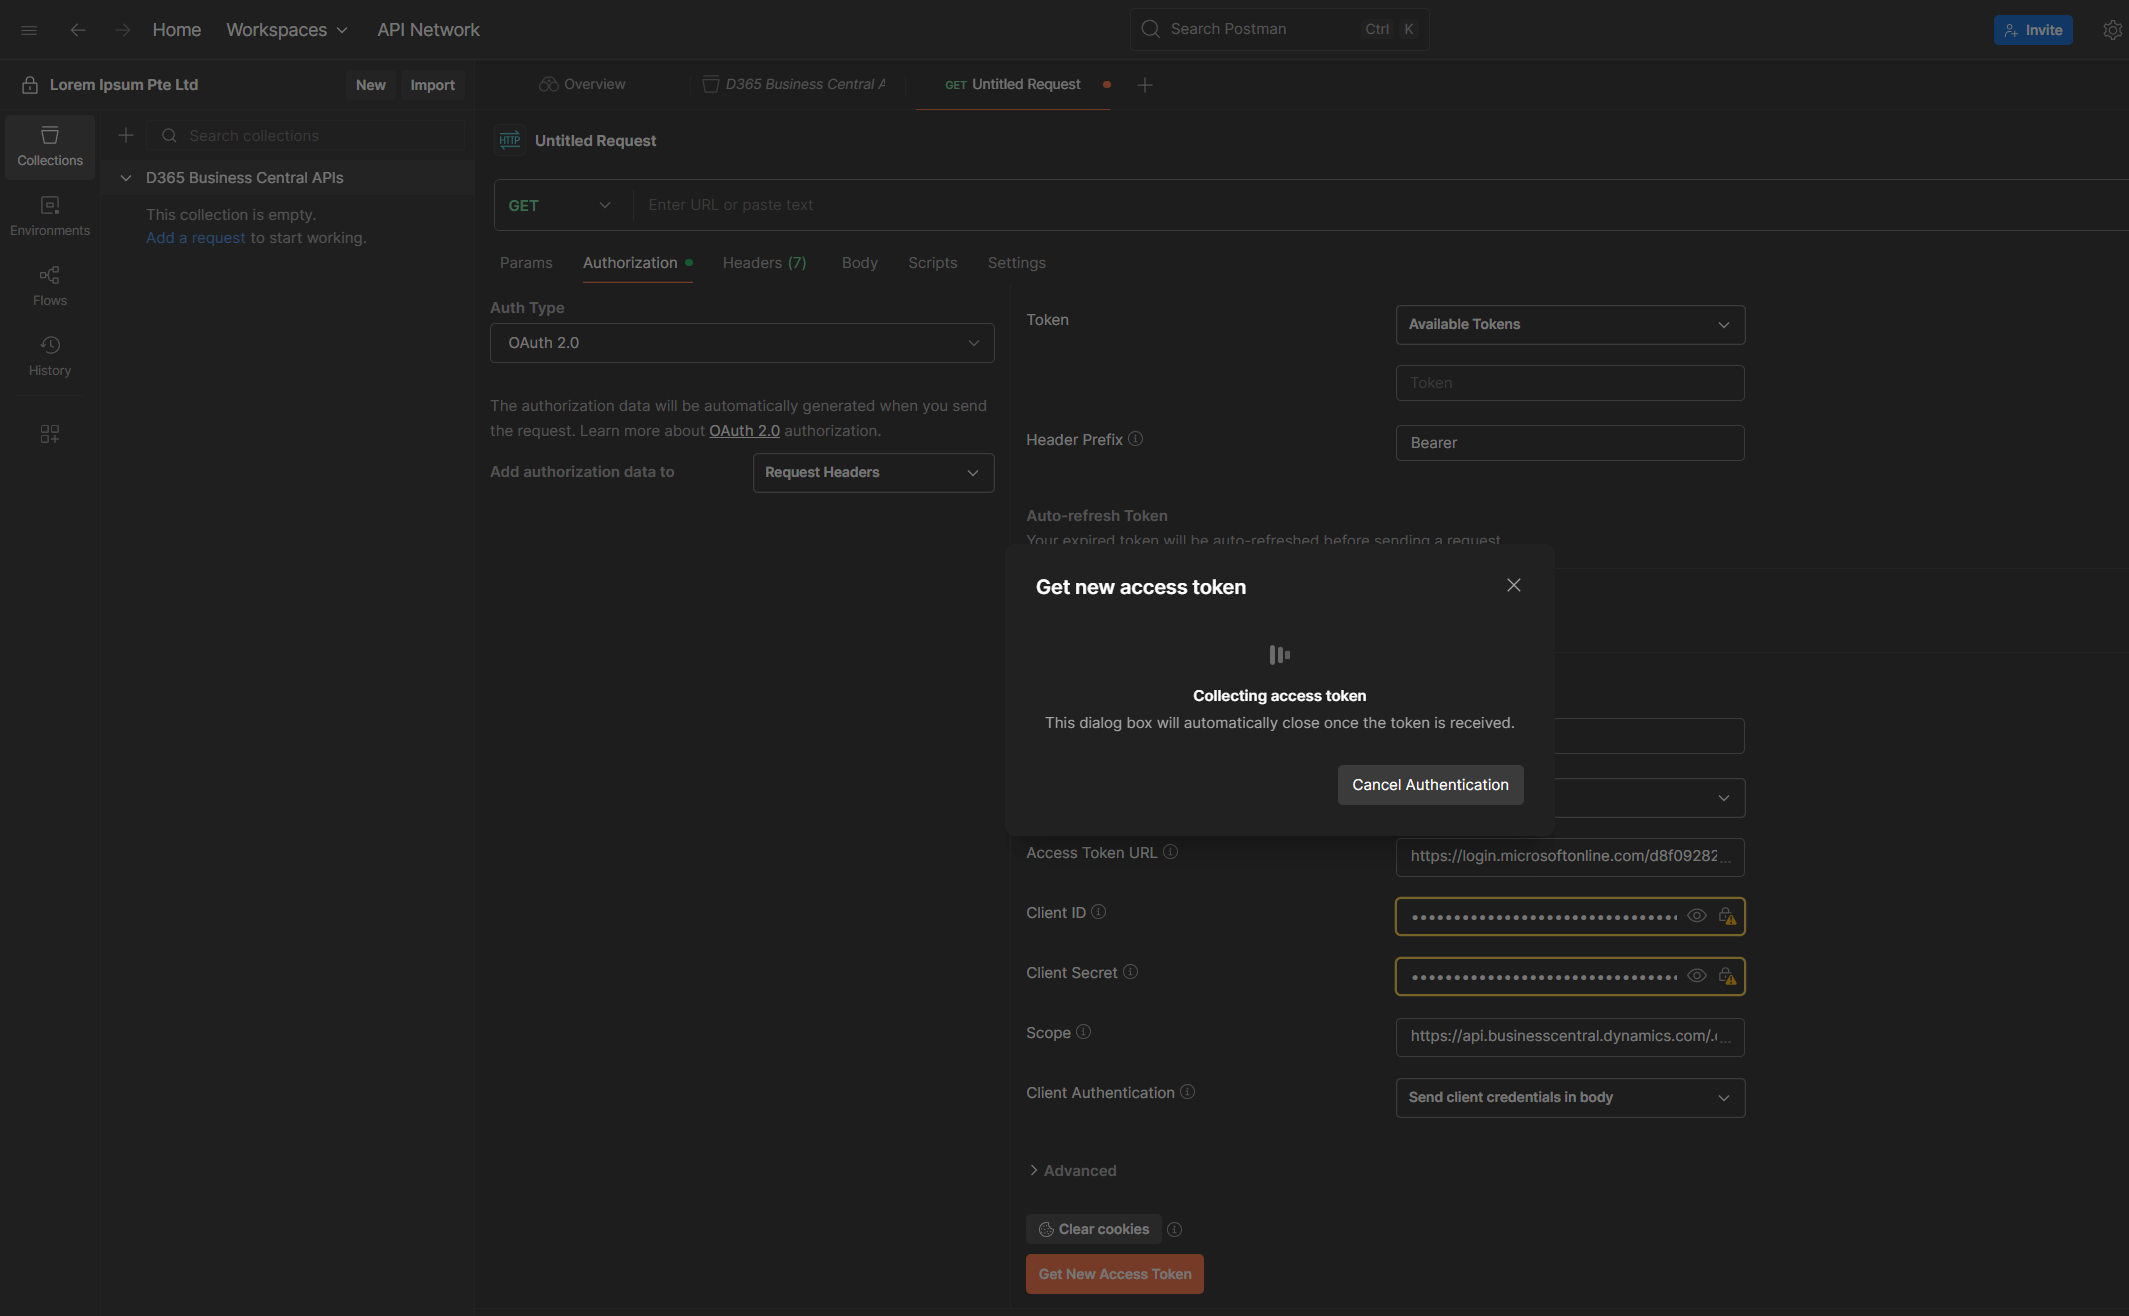 Home
Workspaces
API Network
Search Postman
Ctrl K
Invite
Lorem Ipsum Pte Ltd
New
Import
Overview
D365 Business Central A
GET Untitled Request
Collections
Environments
Flows
History
Search collections
D365 Business Central APIs
This collection is empty.
Add a request to start working.
HTTP
Untitled Request
GET
Enter URL or paste text
Params
Authorization
Headers (7)
Body
Scripts
Settings
Auth Type
OAuth 2.0
The authorization data will be automatically generated when you send
the request. Learn more about OAuth 2.0 authorization.
Add authorization data to
Request Headers
Token
Available Tokens
Token
Header Prefix
Bearer
Auto-refresh Token
Your expired token will be auto-refreshed before sending a request.
Get new access token
Collecting access token
This dialog box will automatically close once the token is received.
Cancel Authentication
Access Token URL
https://login.microsoftonline.com/d8f09282...
Client ID
Client Secret
Scope
https://api.businesscentral.dynamics.com/....
Client Authentication
Send client credentials in body
Advanced
Clear cookies
Get New Access Token